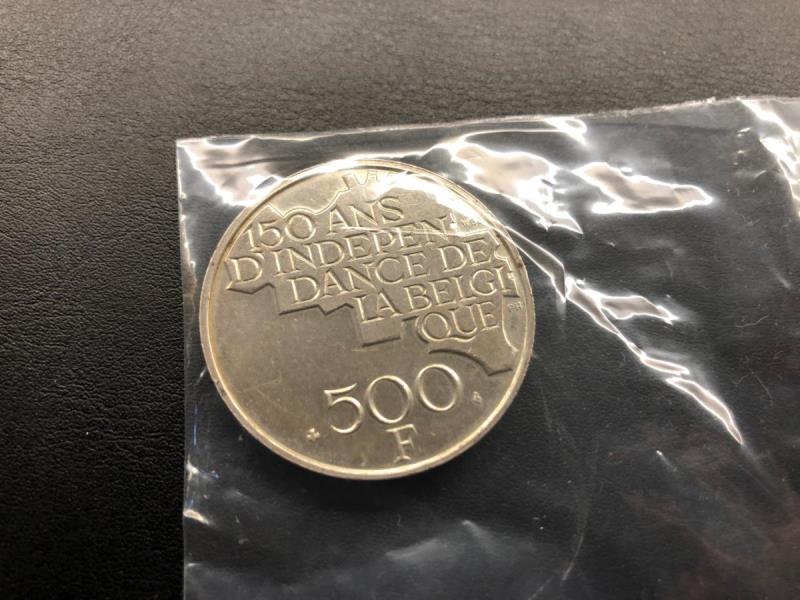 150 ANS
D'INDEPEN
DANCE DE
LA BELGI
QUE
500
F